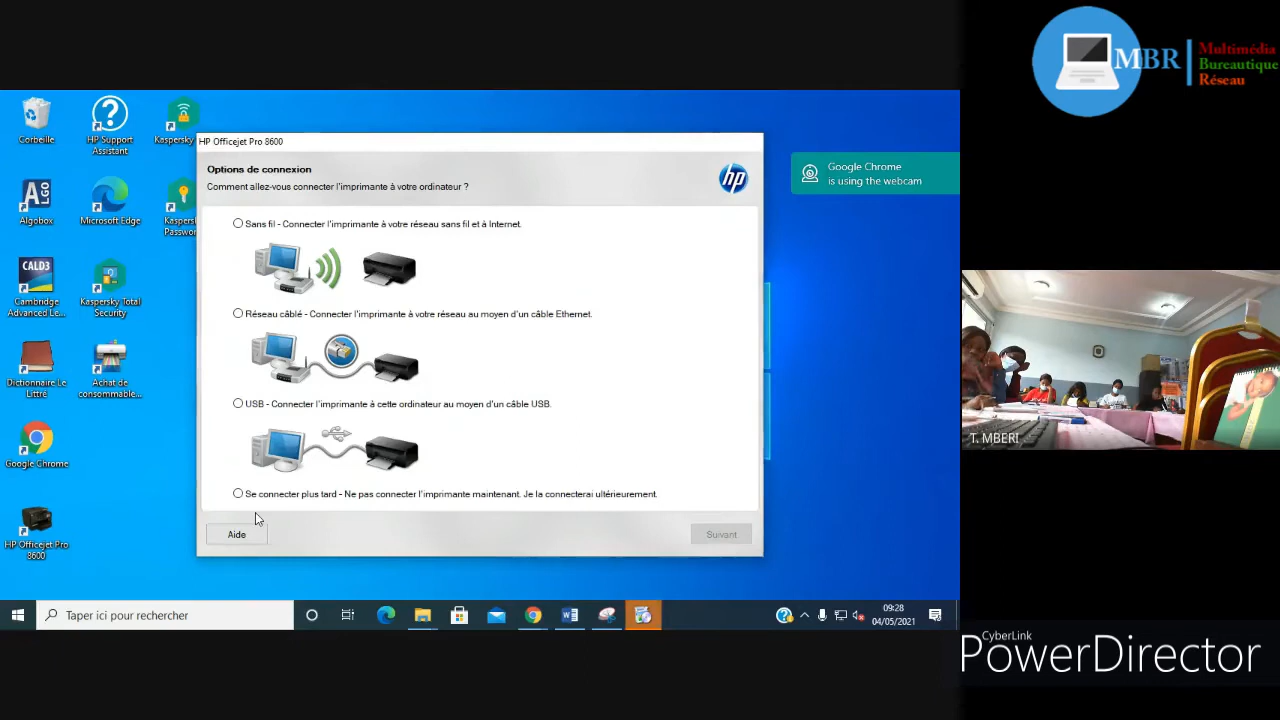 MBR
Multimédia
Bureautique
Réseau
Corbeille
HP Support
Assistant
Kaspersky
HP Officejet Pro 8600
Options de connexion
Comment allez-vous connecter l'imprimante à votre ordinateur ?
Google Chrome
is using the webcam
Algobox
Microsoft Edge
Kaspers
Passwor
Sans fil - Connecter l'imprimante à votre réseau sans fil et à Internet.
CALD3
Cambridge
Advanced Le...
Kaspersky Total
Security
Réseau câblé - Connecter l'imprimante à votre réseau au moyen d'un câble Ethernet.
Dictionnaire Le
Littré
Achat de
consommable...
USB - Connecter l'imprimante à cette ordinateur au moyen d'un câble USB.
Google Chrome
T. MBERI
Se connecter plus tard - Ne pas connecter l'imprimante maintenant. Je la connecterai ultérieurement.
HP Officejet Pro
8600
Aide
Suivant
Taper ici pour rechercher
09:28
04/05/2021
CyberLink
PowerDirector